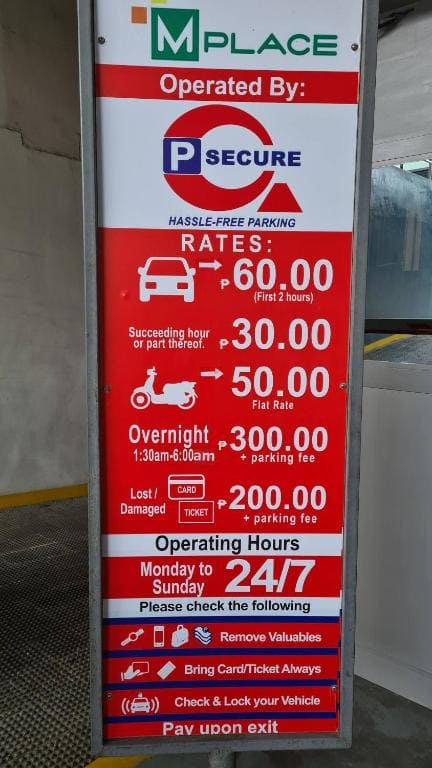 M PLACE
Operated By:
P SECURE
HASSLE-FREE PARKING
RATES:
₱60.00
(First 2 hours)
Succeeding hour
or part thereof.
₱30.00
₱50.00
Flat Rate
Overnight
1:30am-6:00am
₱300.00
+ parking fee
Lost /
Damaged
CARD
TICKET
₱200.00
+ parking fee
Operating Hours
Monday to
Sunday
24/7
Please check the following
Remove Valuables
Bring Card/Ticket Always
Check & Lock your Vehicle
Pay upon exit